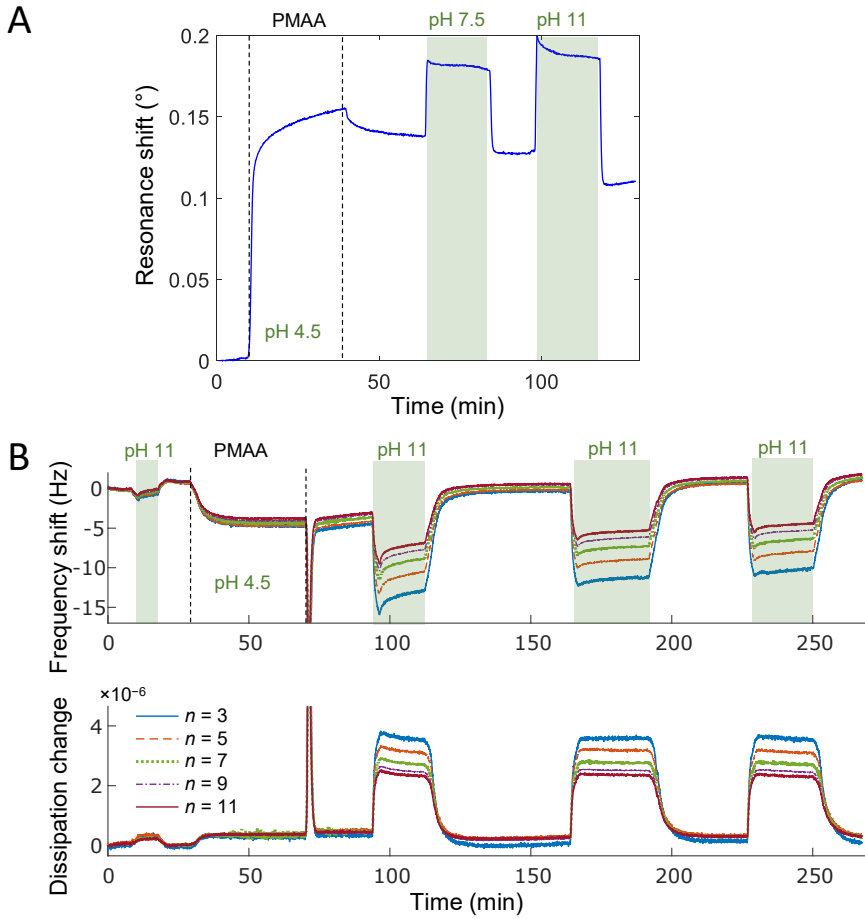 A
PMAA
pH 7.5
pH 11
0.2
0.15
0.1
0.05
0
Resonance shift (°)
pH 4.5
0
50
100
Time (min)
B
pH 11
PMAA
pH 11
pH 11
pH 11
0
-5
-10
-15
Frequency shift (Hz)
pH 4.5
0
50
100
150
200
250
×10⁻⁶
4
2
0
Dissipation change
n = 3
n = 5
n = 7
n = 9
n = 11
0
50
100
150
200
250
Time (min)